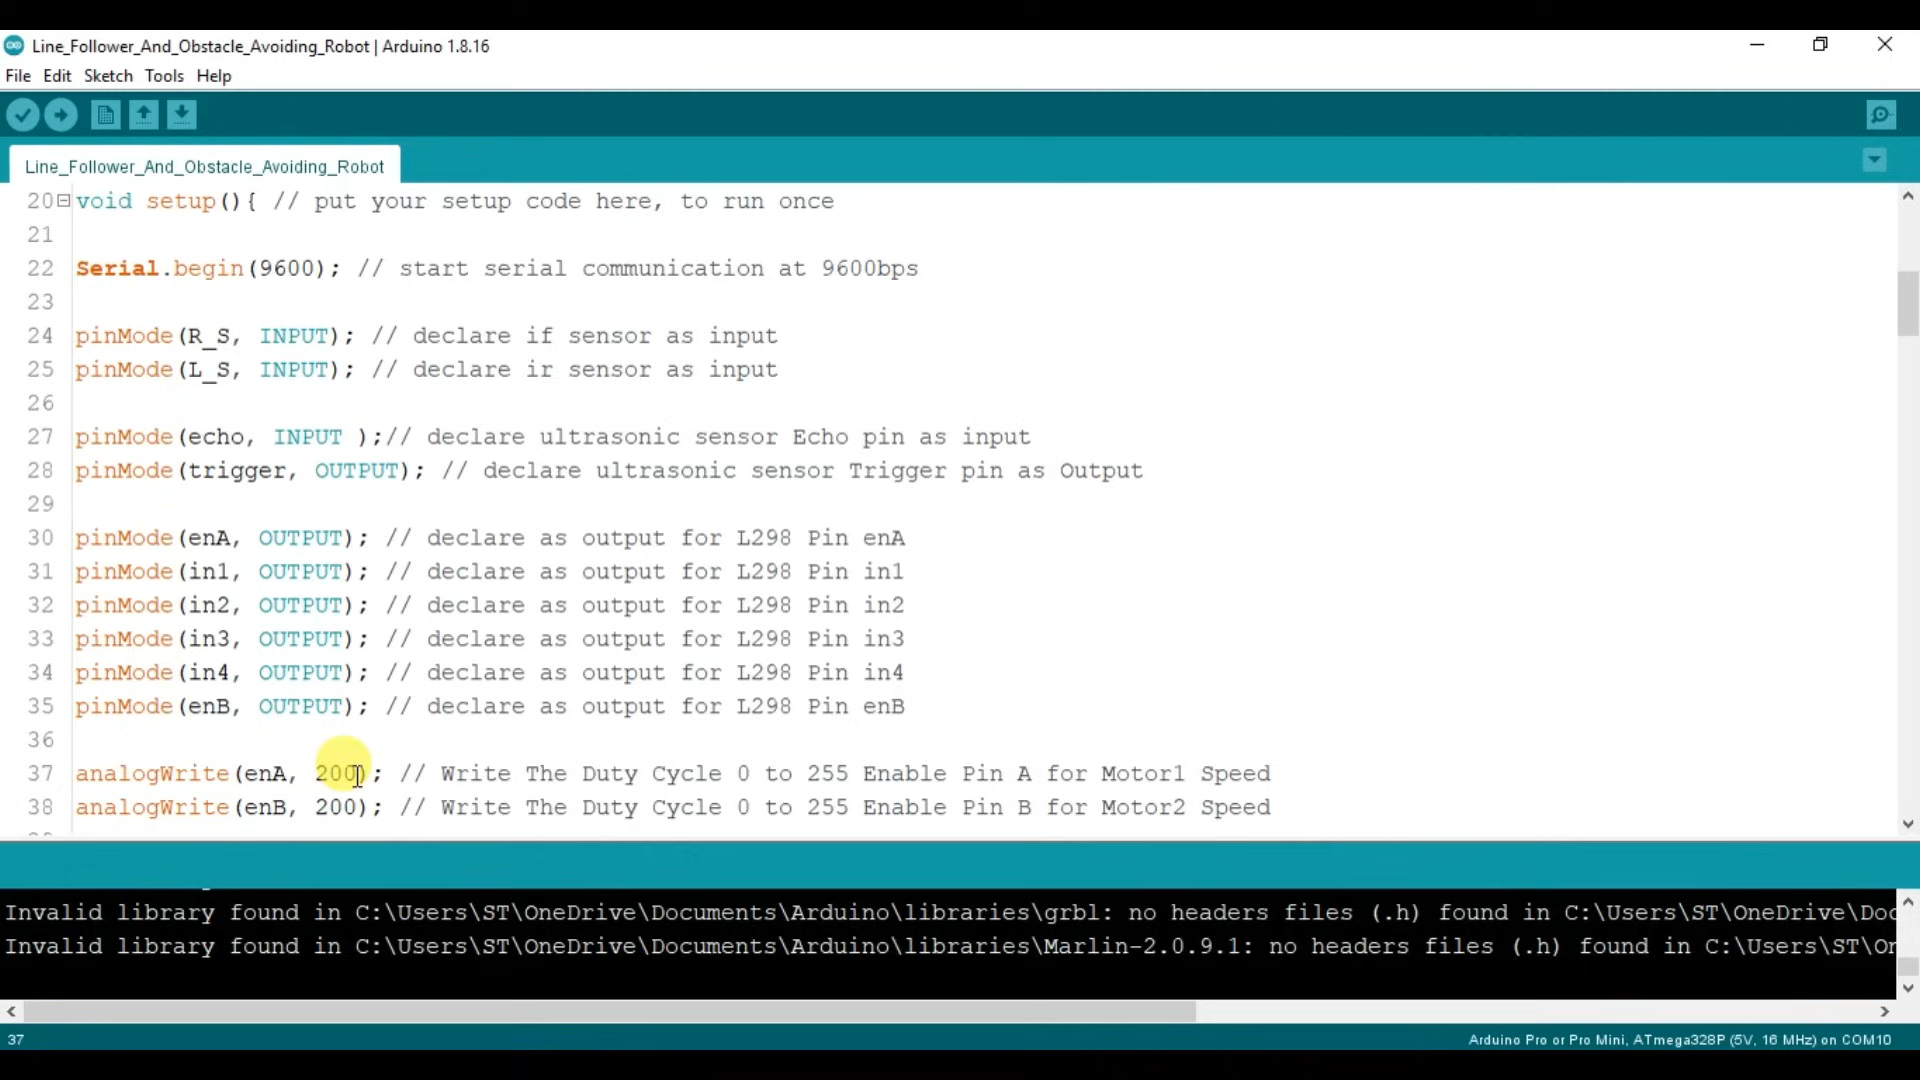 Line_Follower_And_Obstacle_Avoiding_Robot | Arduino 1.8.16
File Edit Sketch Tools Help
Line_Follower_And_Obstacle_Avoiding_Robot
20 void setup(){ // put your setup code here, to run once
21
22 Serial.begin(9600); // start serial communication at 9600bps
23
24 pinMode(R_S, INPUT); // declare if sensor as input
25 pinMode(L_S, INPUT); // declare ir sensor as input
26
27 pinMode(echo, INPUT );// declare ultrasonic sensor Echo pin as input
28 pinMode(trigger, OUTPUT); // declare ultrasonic sensor Trigger pin as Output
29
30 pinMode(enA, OUTPUT); // declare as output for L298 Pin enA
31 pinMode(in1, OUTPUT); // declare as output for L298 Pin in1
32 pinMode(in2, OUTPUT); // declare as output for L298 Pin in2
33 pinMode(in3, OUTPUT); // declare as output for L298 Pin in3
34 pinMode(in4, OUTPUT); // declare as output for L298 Pin in4
35 pinMode(enB, OUTPUT); // declare as output for L298 Pin enB
36
37 analogWrite(enA, 200); // Write The Duty Cycle 0 to 255 Enable Pin A for Motor1 Speed
38 analogWrite(enB, 200); // Write The Duty Cycle 0 to 255 Enable Pin B for Motor2 Speed
Invalid library found in C:\Users\ST\OneDrive\Documents\Arduino\libraries\grbl: no headers files (.h) found in C:\Users\ST\OneDrive\Doc
Invalid library found in C:\Users\ST\OneDrive\Documents\Arduino\libraries\Marlin-2.0.9.1: no headers files (.h) found in C:\Users\ST\On
37
Arduino Pro or Pro Mini, ATmega328P (5V, 16 MHz) on COM10